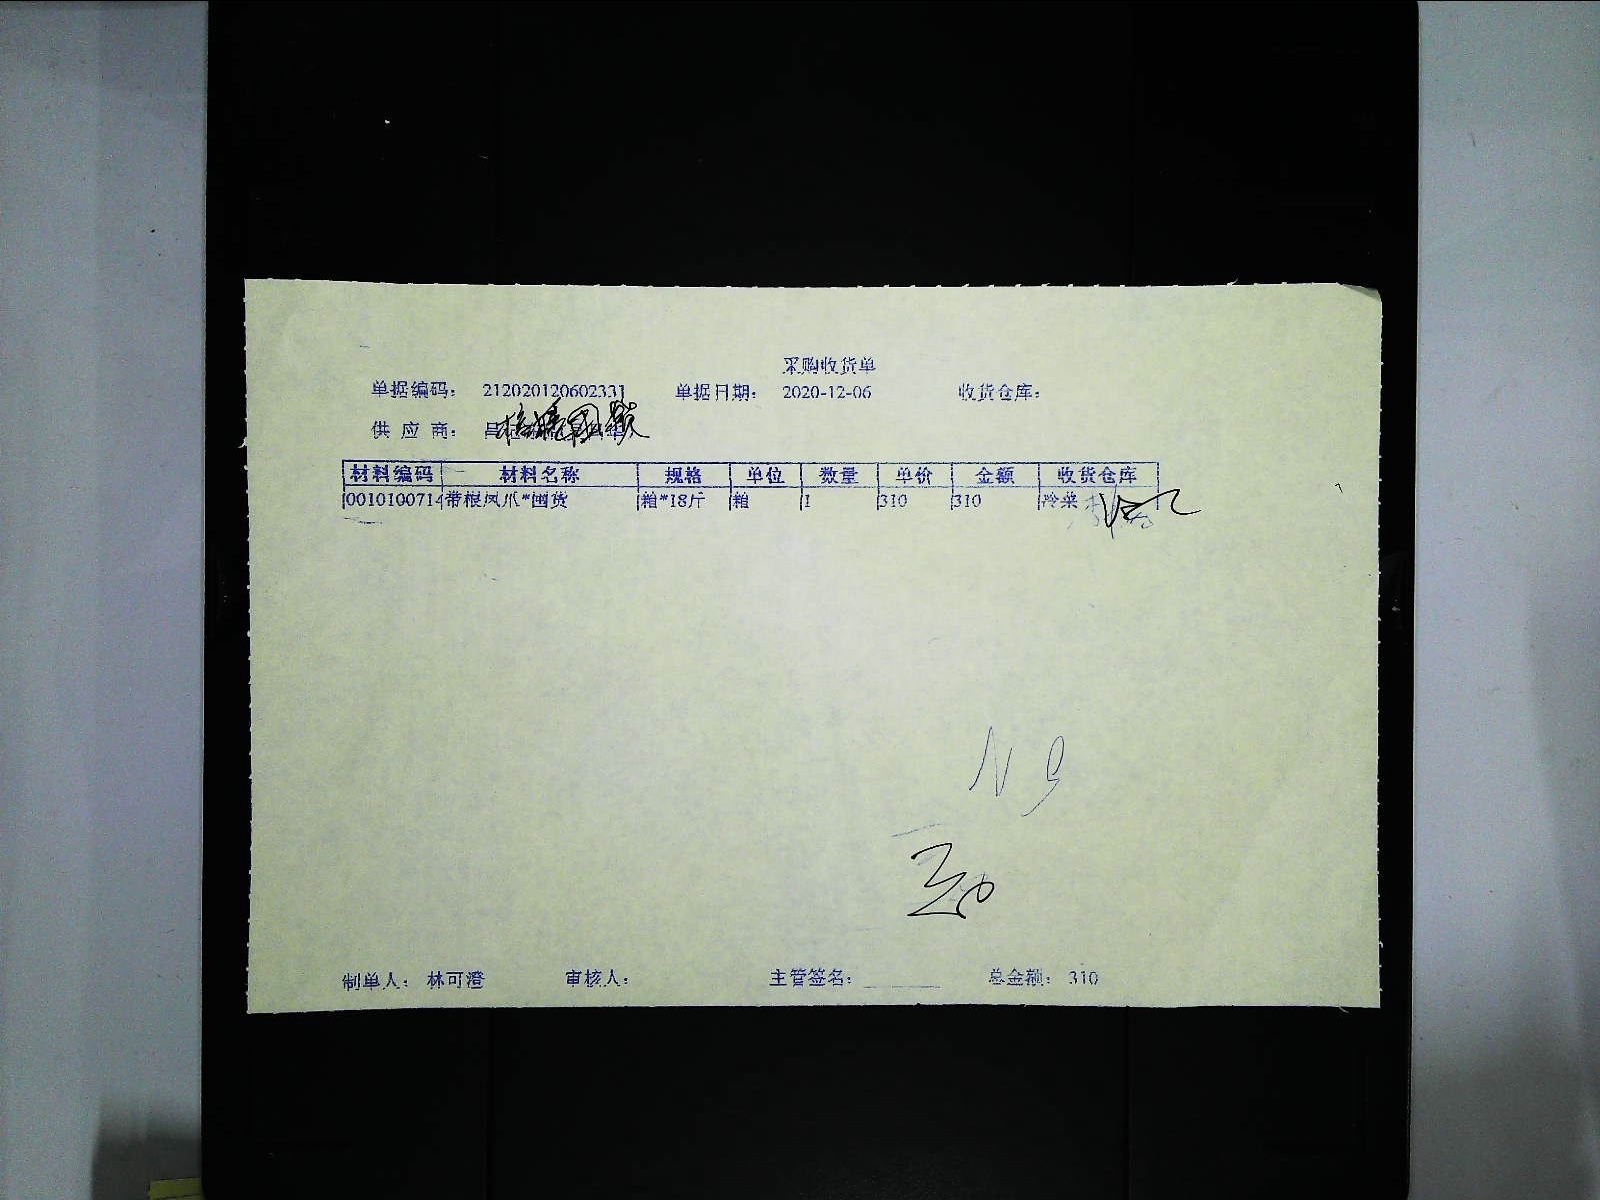 采购收货单
单据编码： 212020120602331 单据日期： 2020-12-06 收货仓库：
供 应 商： 吕
材料编码 材料名称 规格 单位 数量 单价 金额 收货仓库
0010100714 带根凤爪*国货 箱*18斤 箱 1 310 310 冷菜
制单人： 林可澄 审核人： 主管签名： 总金额： 310